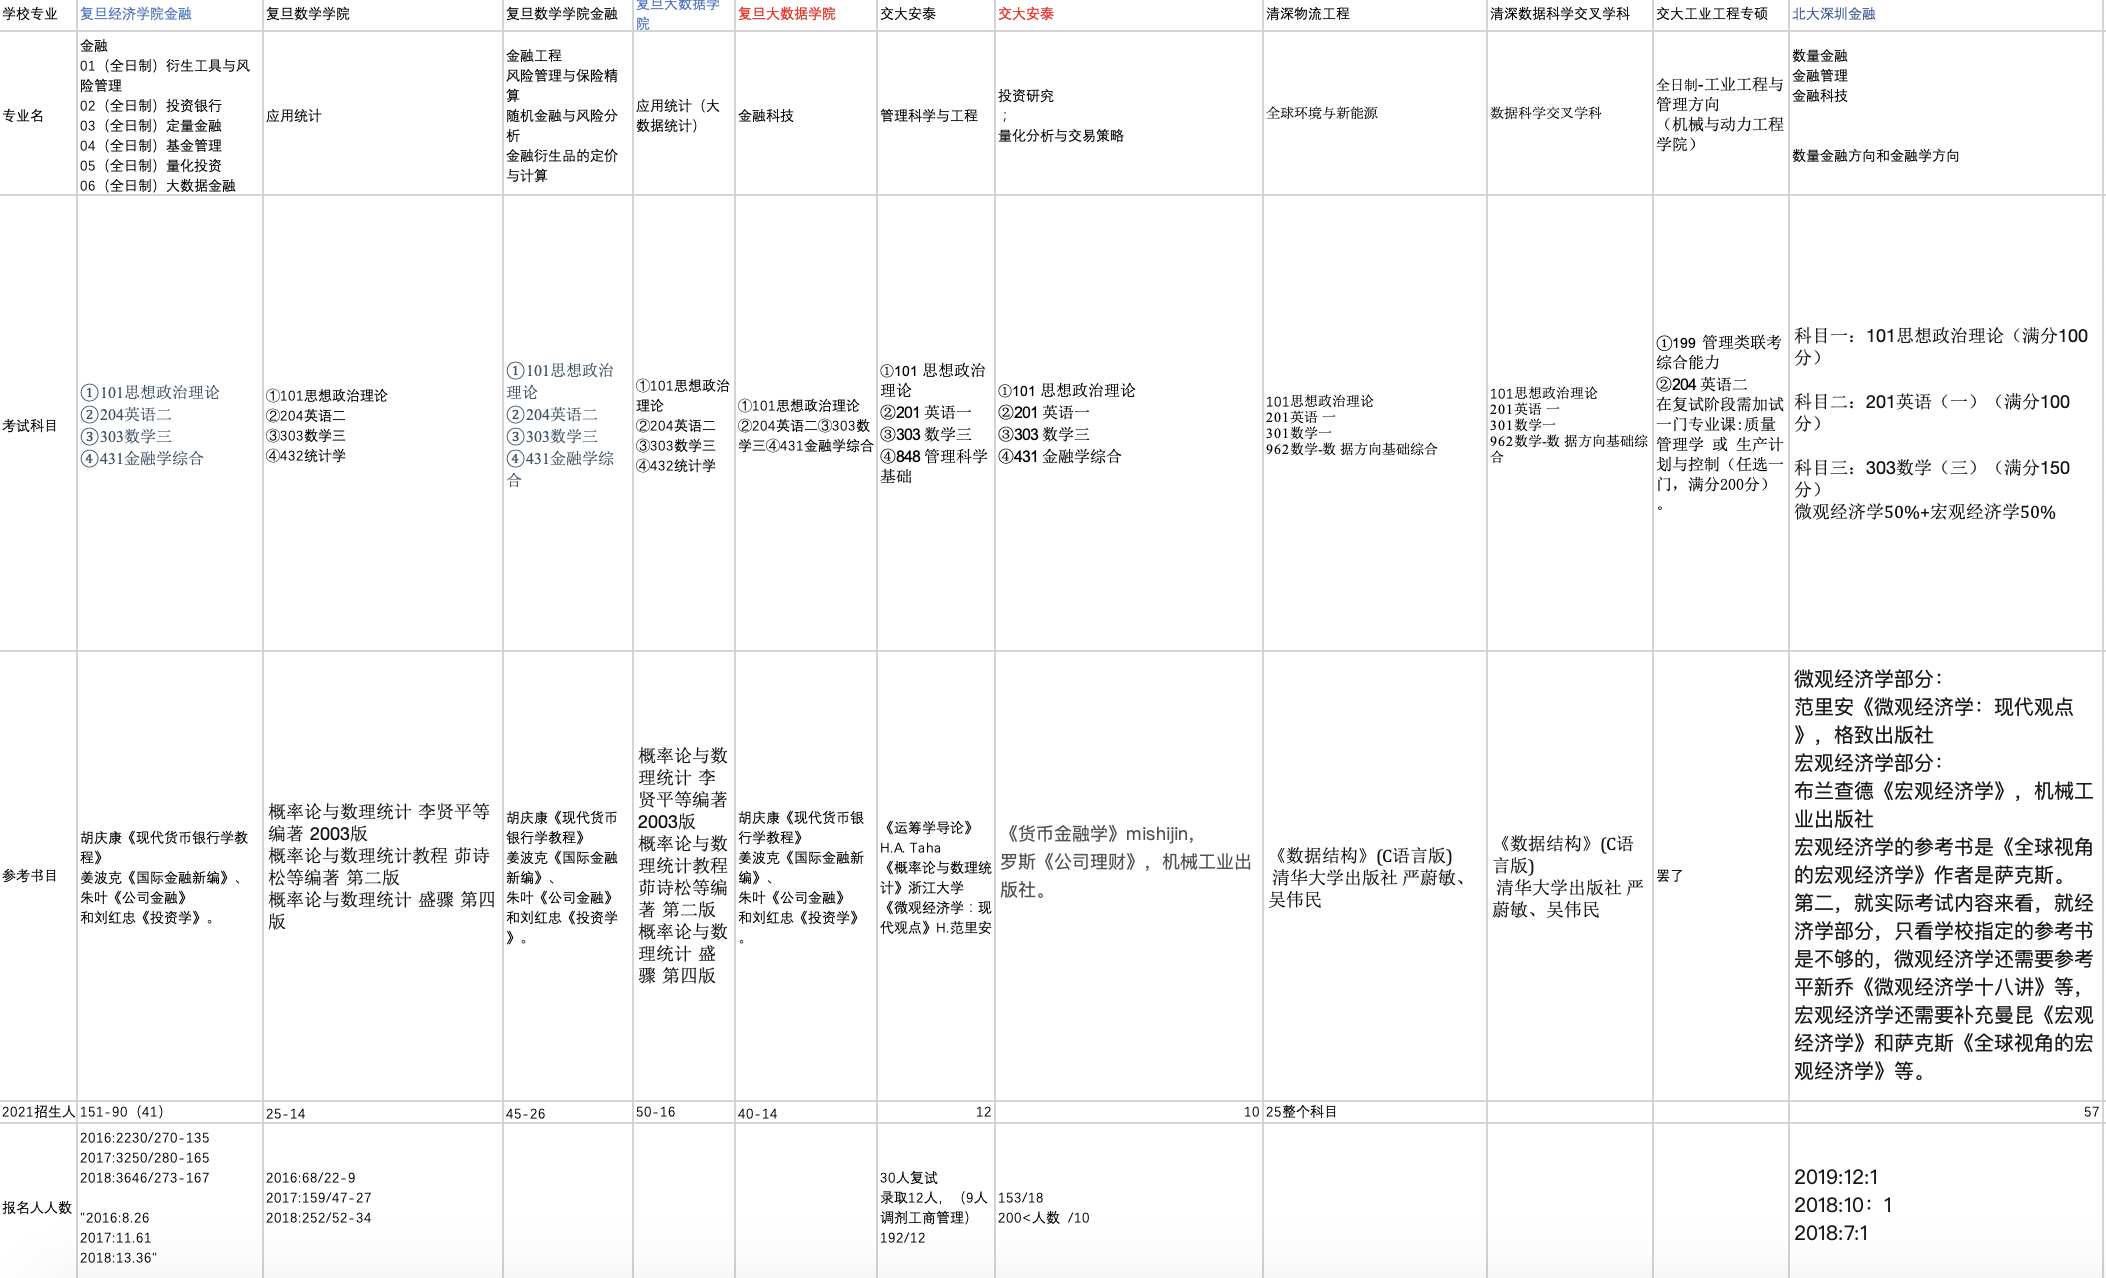 学校专业
复旦经济学院金融
复旦数学学院
复旦数学学院金融
复旦大数据学
院
复旦大数据学院
交大安泰
交大安泰
清深物流工程
清深数据科学交叉学科
交大工业工程专硕
北大深圳金融
专业名
金融
01（全日制）衍生工具与风
险管理
02（全日制）投资银行
03（全日制）定量金融
04（全日制）基金管理
05（全日制）量化投资
06（全日制）大数据金融
应用统计
金融工程
风险管理与保险精
算
随机金融与风险分
析
金融衍生品的定价
与计算
应用统计（大
数据统计）
金融科技
管理科学与工程
投资研究
；
量化分析与交易策略
全球环境与新能源
数据科学交叉学科
全日制-工业工程与
管理方向
（机械与动力工程
学院）
数量金融
金融管理
金融科技
数量金融方向和金融学方向
考试科目
①101思想政治理论
②204英语二
③303数学三
④431金融学综合
①101思想政治理论
②204英语二
③303数学三
④432统计学
①101思想政治
理论
②204英语二
③303数学三
④431金融学综
合
①101思想政治
理论
②204英语二
③303数学三
④432统计学
①101思想政治理论
②204英语二③303数
学三④431金融学综合
①101 思想政治
理论
②201 英语一
③303 数学三
④848 管理科学
基础
①101 思想政治理论
②201 英语一
③303 数学三
④431 金融学综合
101思想政治理论
201英语 一
301数学一
962数学-数 据方向基础综合
101思想政治理论
201英语 一
301数学一
962数学-数 据方向基础综
合
①199 管理类联考
综合能力
②204 英语二
在复试阶段需加试
一门专业课:质量
管理学 或 生产计
划与控制（任选一
门，满分200分）
。
科目一：101思想政治理论（满分100
分）
科目二：201英语（一）（满分100
分）
科目三：303数学（三）（满分150
分）
微观经济学50%+宏观经济学50%
参考书目
胡庆康《现代货币银行学教
程》
姜波克《国际金融新编》、
朱叶《公司金融》
和刘红忠《投资学》。
概率论与数理统计 李贤平等
编著 2003版
概率论与数理统计教程 茆诗
松等编著 第二版
概率论与数理统计 盛骤 第四
版
胡庆康《现代货币
银行学教程》
姜波克《国际金融
新编》、
朱叶《公司金融》
和刘红忠《投资学
》。
概率论与数
理统计 李
贤平等编著
2003版
概率论与数
理统计教程
茆诗松等编
著 第二版
概率论与数
理统计 盛
骤 第四版
胡庆康《现代货币银
行学教程》
姜波克《国际金融新
编》、
朱叶《公司金融》
和刘红忠《投资学》
。
《运筹学导论》
H.A. Taha
《概率论与数理统
计》浙江大学
《微观经济学：现
代观点》H.范里安
《货币金融学》mishijin,
罗斯《公司理财》，机械工业出
版社。
《数据结构》(C语言版)
清华大学出版社 严蔚敏、
吴伟民
《数据结构》(C语
言版)
清华大学出版社 严
蔚敏、吴伟民
罢了
微观经济学部分：
范里安《微观经济学：现代观点
》，格致出版社
宏观经济学部分：
布兰查德《宏观经济学》，机械工
业出版社
宏观经济学的参考书是《全球视角
的宏观经济学》作者是萨克斯。
第二，就实际考试内容来看，就经
济学部分，只看学校指定的参考书
是不够的，微观经济学还需要参考
平新乔《微观经济学十八讲》等，
宏观经济学还需要补充曼昆《宏观
经济学》和萨克斯《全球视角的宏
观经济学》等。
2021招生人
151-90（41）
25-14
45-26
50-16
40-14
12
10
25整个科目
57
报名人人数
2016:2230/270-135
2017:3250/280-165
2018:3646/273-167
"2016:8.26
2017:11.61
2018:13.36"
2016:68/22-9
2017:159/47-27
2018:252/52-34
30人复试
录取12人，（9人
调剂工商管理）
192/12
153/18
200<人数 /10
2019:12:1
2018:10：1
2018:7:1